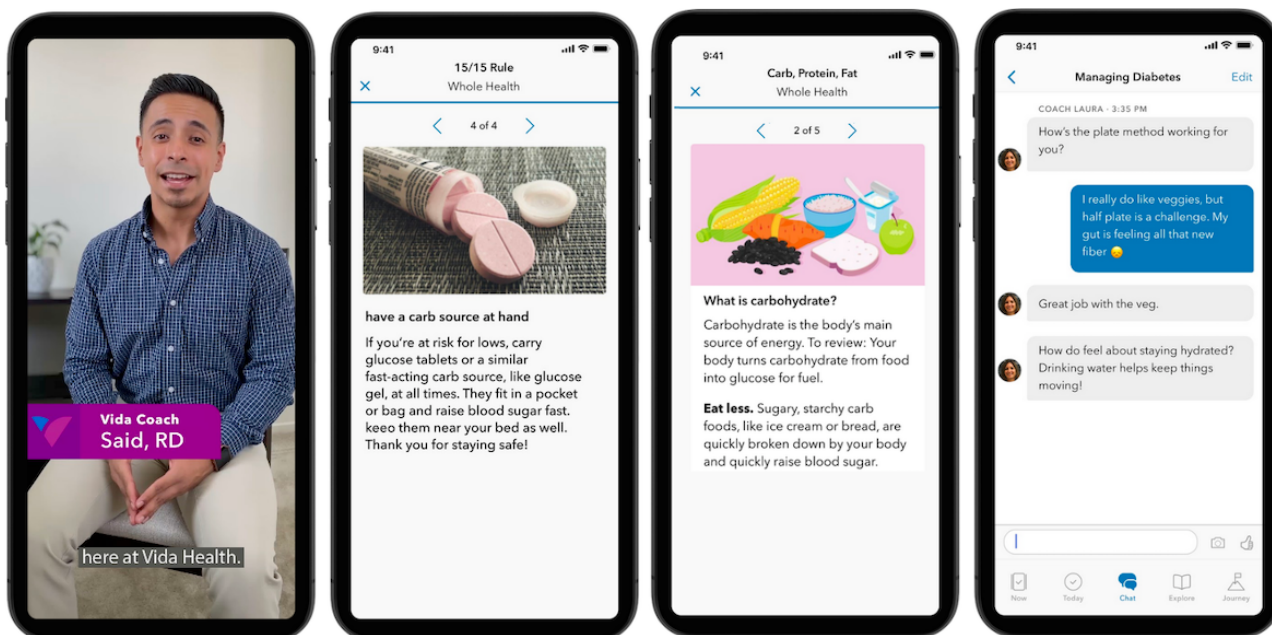 Vida Coach
Said, RD
here at Vida Health.
9:41
15/15 Rule
Whole Health
4 of 4
have a carb source at hand
If you're at risk for lows, carry
glucose tablets or a similar
fast-acting carb source, like glucose
gel, at all times. They fit in a pocket
or bag and raise blood sugar fast.
keeo them near your bed as well.
Thank you for staying safe!
9:41
Carb, Protein, Fat
Whole Health
2 of 5
What is carbohydrate?
Carbohydrate is the body's main
source of energy. To review: Your
body turns carbohydrate from food
into glucose for fuel.
Eat less. Sugary, starchy carb
foods, like ice cream or bread, are
quickly broken down by your body
and quickly raise blood sugar.
9:41
Managing Diabetes
Edit
COACH LAURA · 3:35 PM
How's the plate method working for
you?
I really do like veggies, but
half plate is a challenge. My
gut is feeling all that new
fiber
Great job with the veg.
How do feel about staying hydrated?
Drinking water helps keep things
moving!
Now
Today
Chat
Explore
Journey